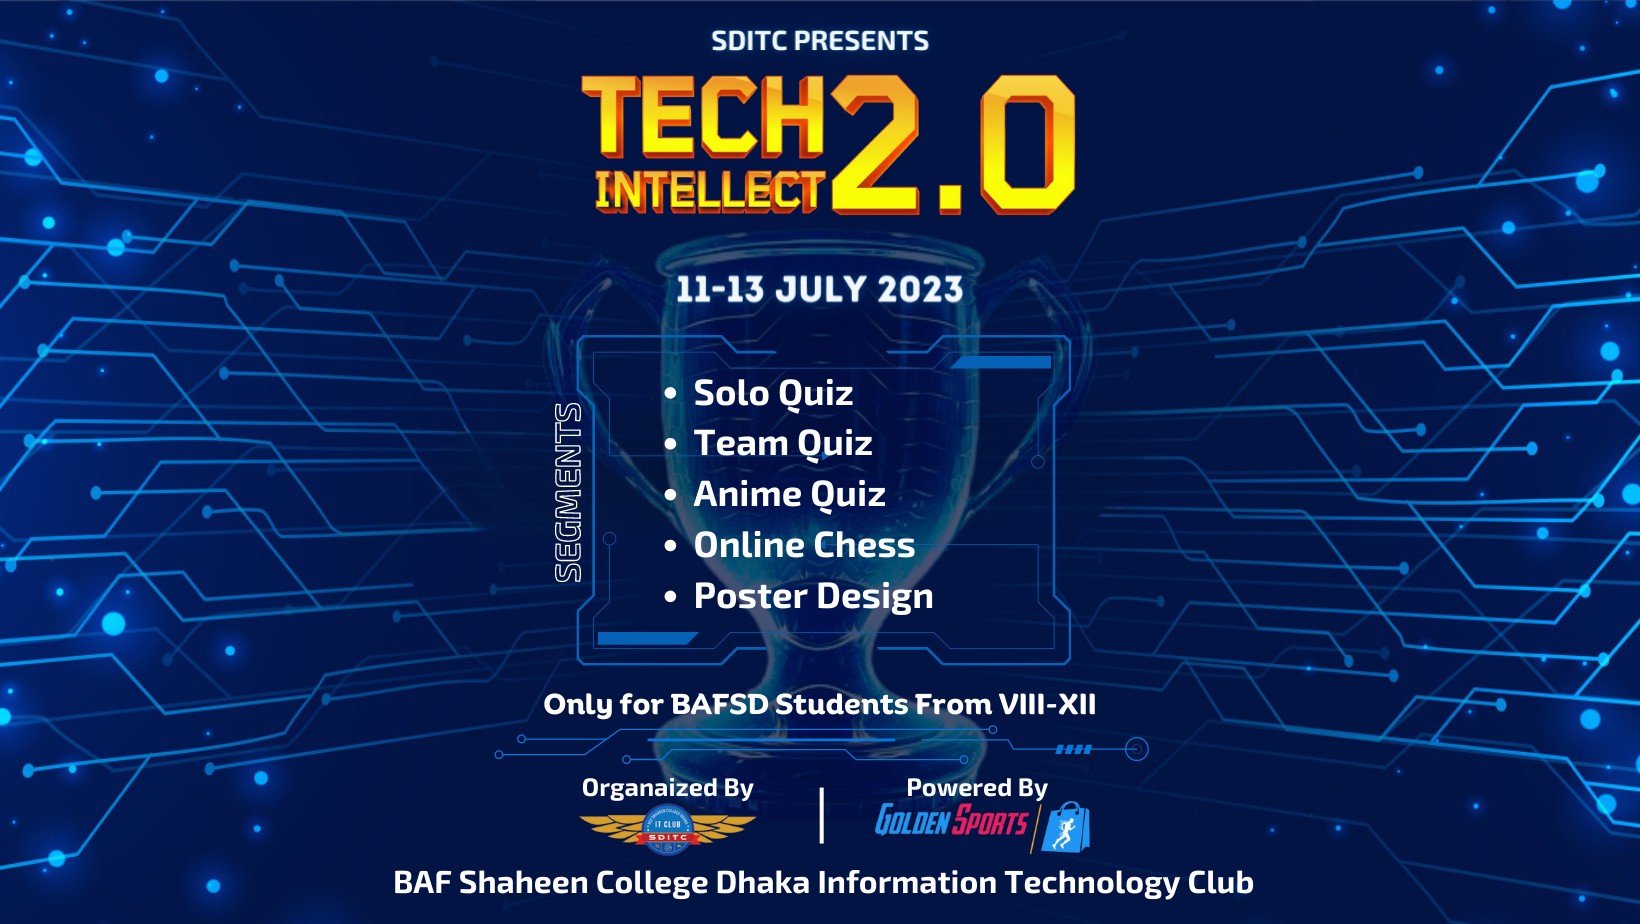 SDITC PRESENTS
TECH
INTELLECT
2.0
11-13 JULY 2023
SEGMENTS
• Solo Quiz
• Team Quiz
• Anime Quiz
• Online Chess
• Poster Design
Only for BAFSD Students From VIII-XII
Organaized By
Powered By
IT CLUB
SDITC
GOLDEN SPORTS
BAF Shaheen College Dhaka Information Technology Club